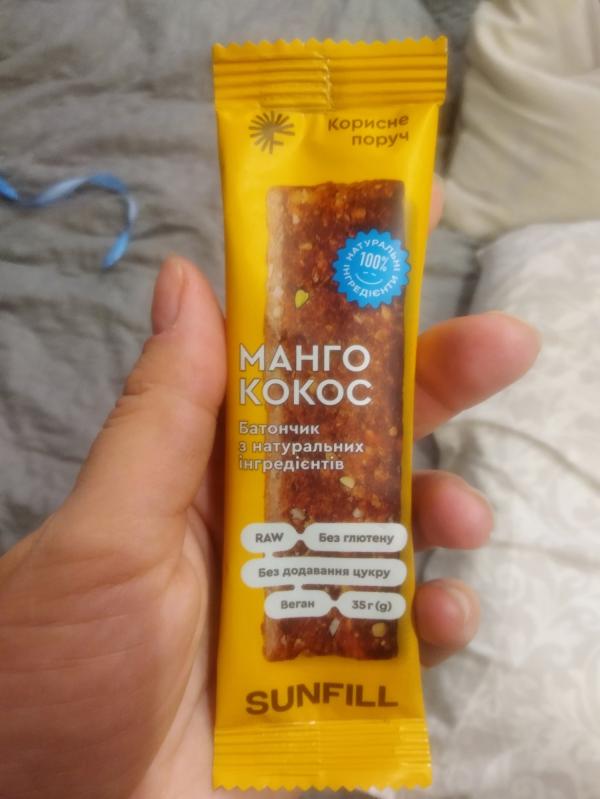 Корисне
поруч
НАТУРАЛЬНІ
100%
ІНГРЕДІЄНТИ
МАНГО
КОКОС
Батончик
з натуральних
інгредієнтів
RAW Без глютену
Без додавання цукру
Веган 35 г (g)
SUNFILL